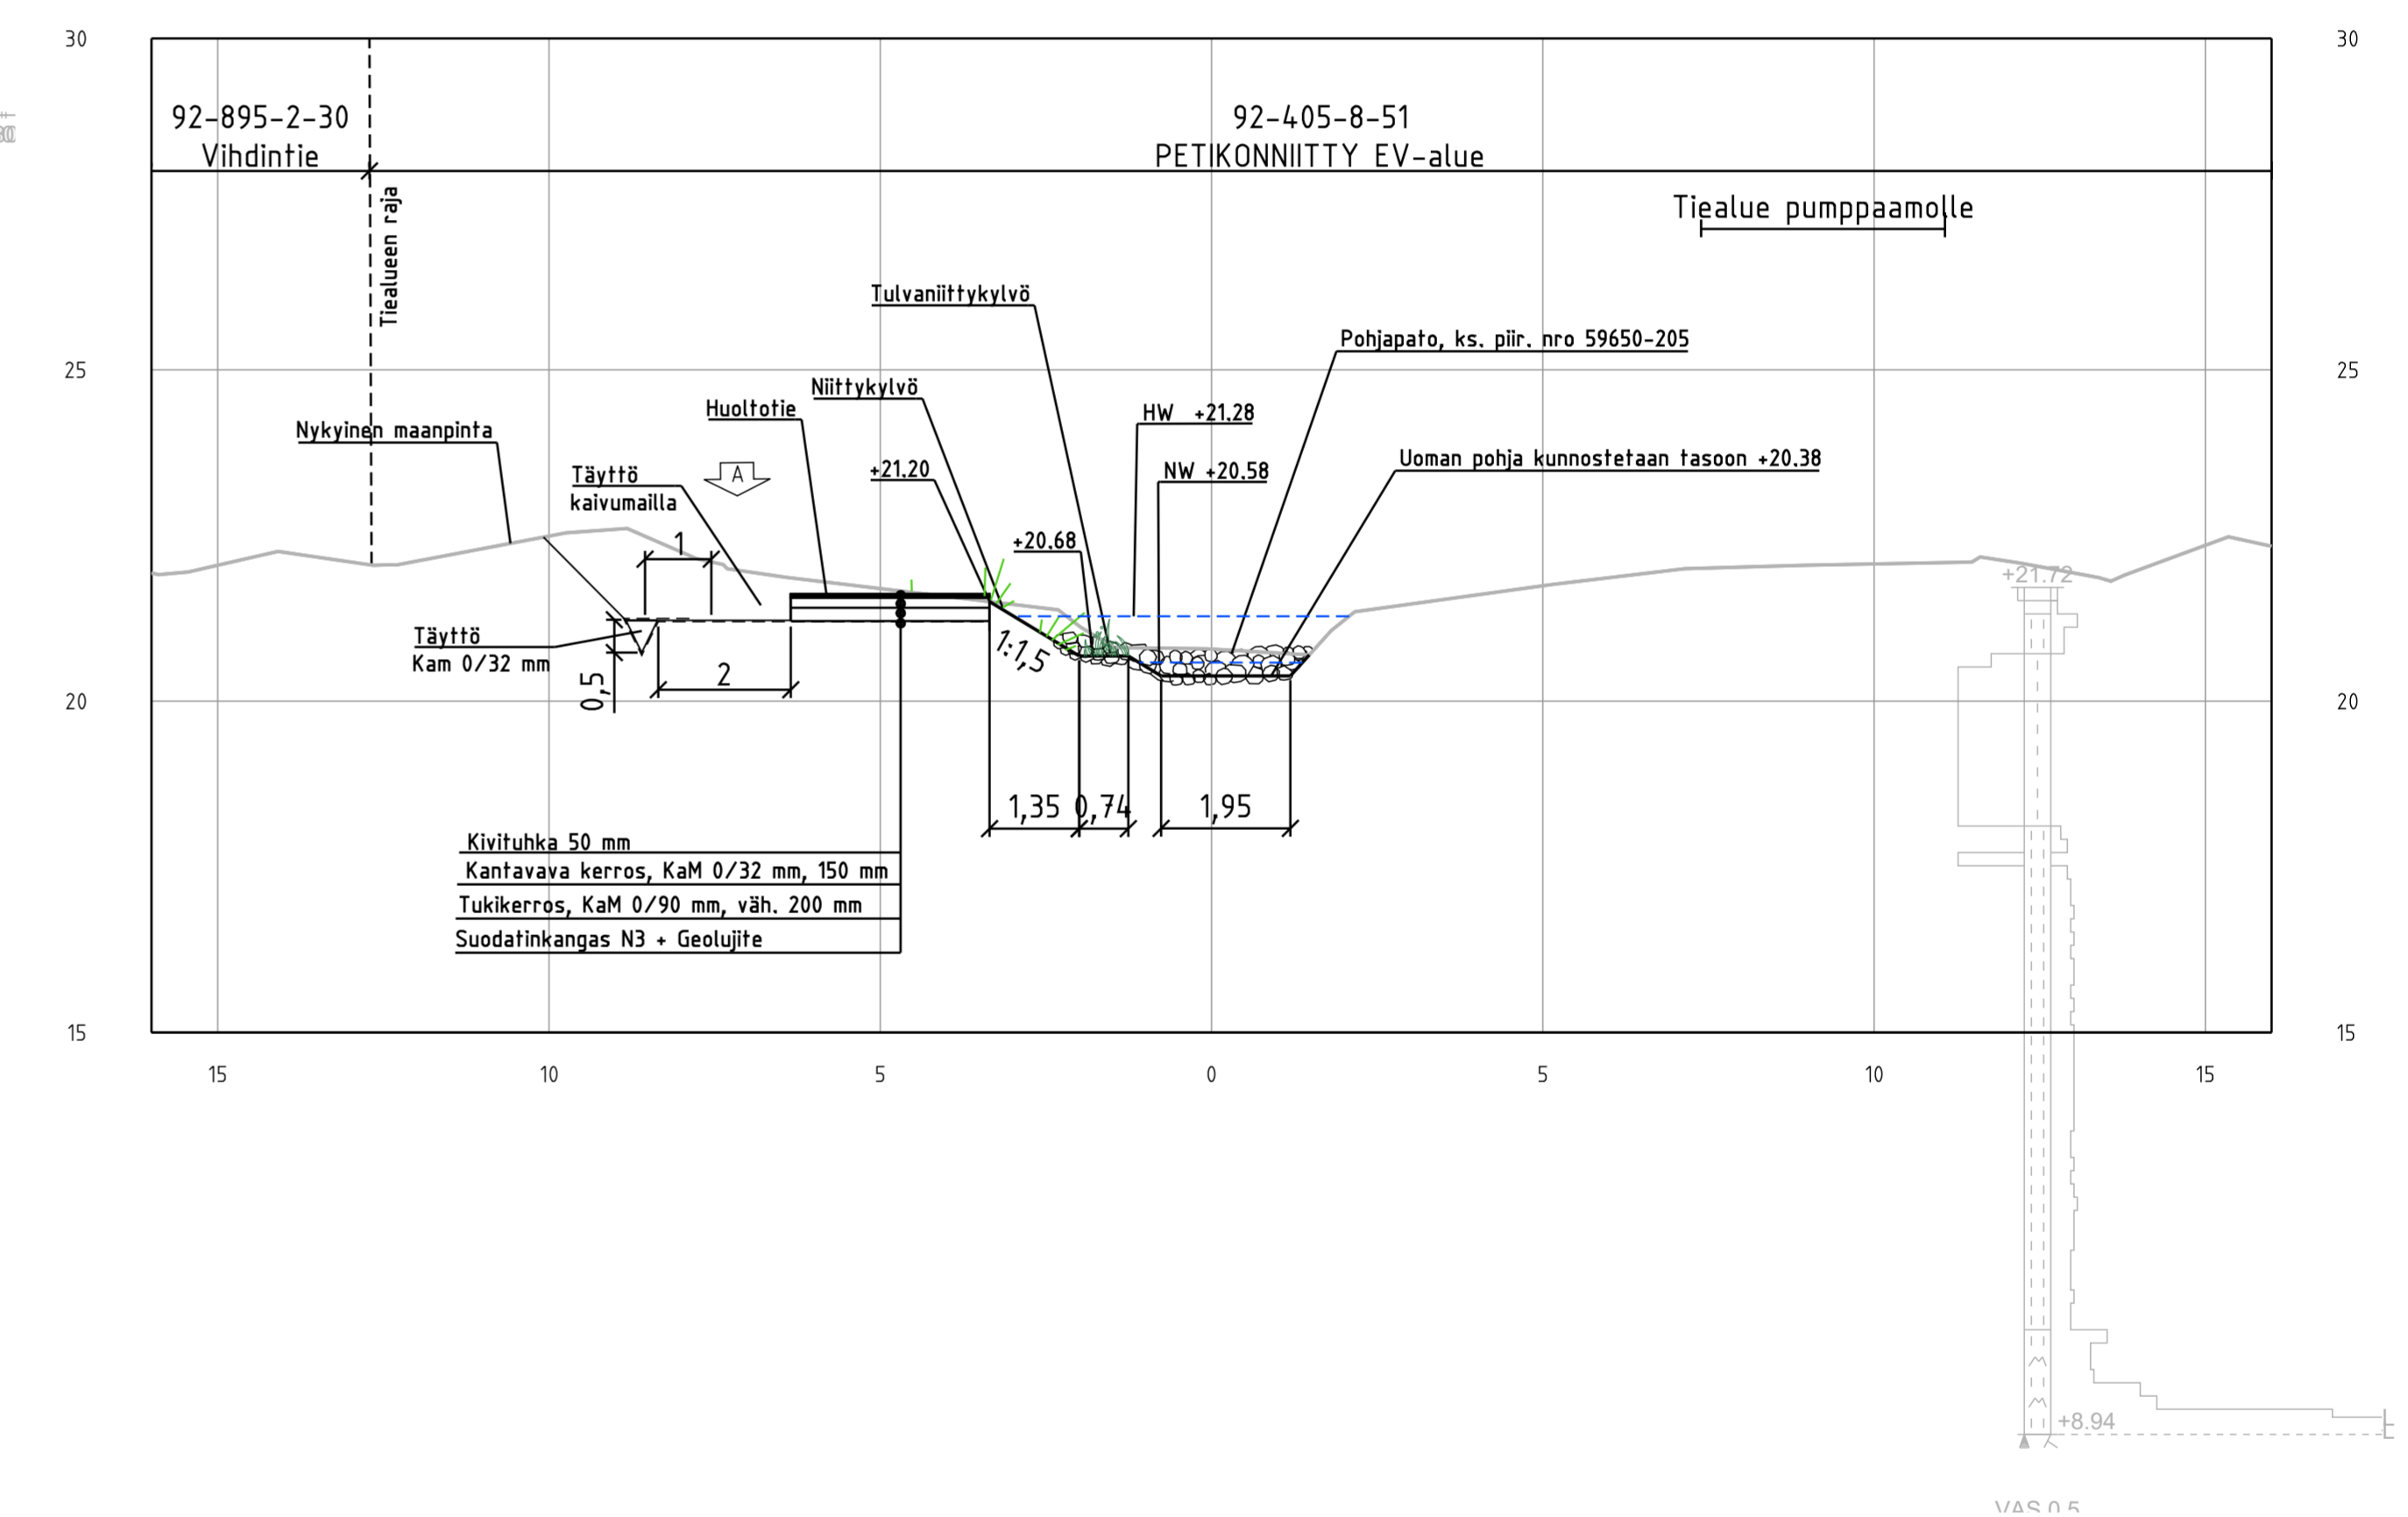 30
30
92-895-2-30
92-405-8-51
Vihdintie
PETIKONNIITTY EV-alue
Tiealueen raja
Tiealue pumppaamolle
Tulvaniittykylvö
Pohjapato, ks. piir. nro 59650-205
25
25
Niittykylvö
Huoltotie
HW +21.28
Nykyinen maanpinta
+21.20
NW +20.58
Uoman pohja kunnostetaan tasoon +20.38
Täyttö
kaivumailla
A
1
+20.68
+21.72
Täyttö
Kam 0/32 mm
1:1,5
0,5
2
20
20
1,35
0,74
1,95
Kivituhka 50 mm
Kantavava kerros, KaM 0/32 mm, 150 mm
Tukikerros, KaM 0/90 mm, väh. 200 mm
Suodatinkangas N3 + Geolujite
15
15
15
10
5
0
5
10
15
+8.94
VAS 0.5